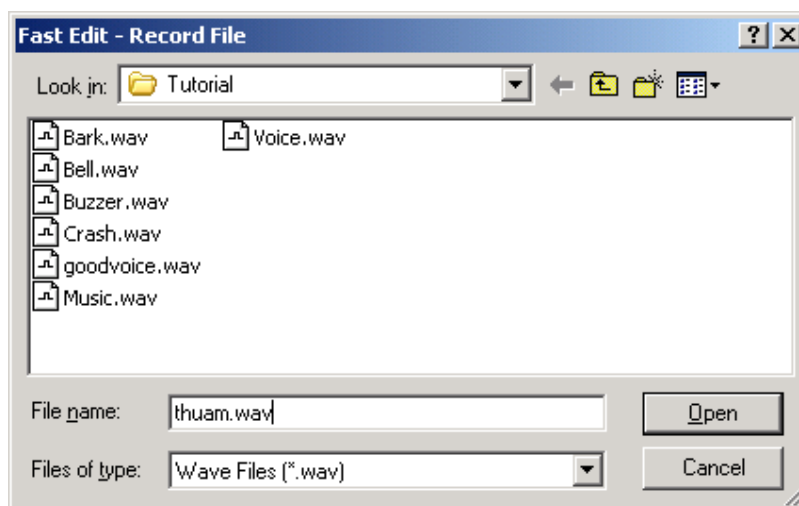 Fast Edit - Record File
Look in: Tutorial
Bark.wav
Bell.wav
Buzzer.wav
Crash.wav
goodvoice.wav
Music.wav
Voice.wav
File name: thuam.wav Open
Files of type: Wave Files (*.wav) Cancel